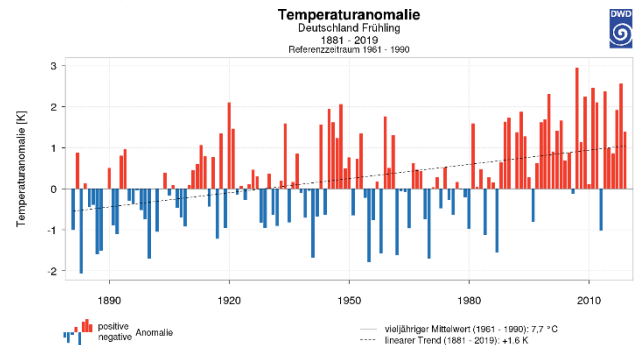 Temperaturanomalie
Deutschland Frühling
1881 - 2019
Referenzzeitraum 1961 - 1990
DWD
Temperaturanomalie [K]
3
2
1
0
-1
-2
1890 1920 1950 1980 2010
positive
negative
Anomalie
vieljähriger Mittelwert (1961 - 1990): 7,7 °C
linearer Trend (1881 - 2019): +1.6 K